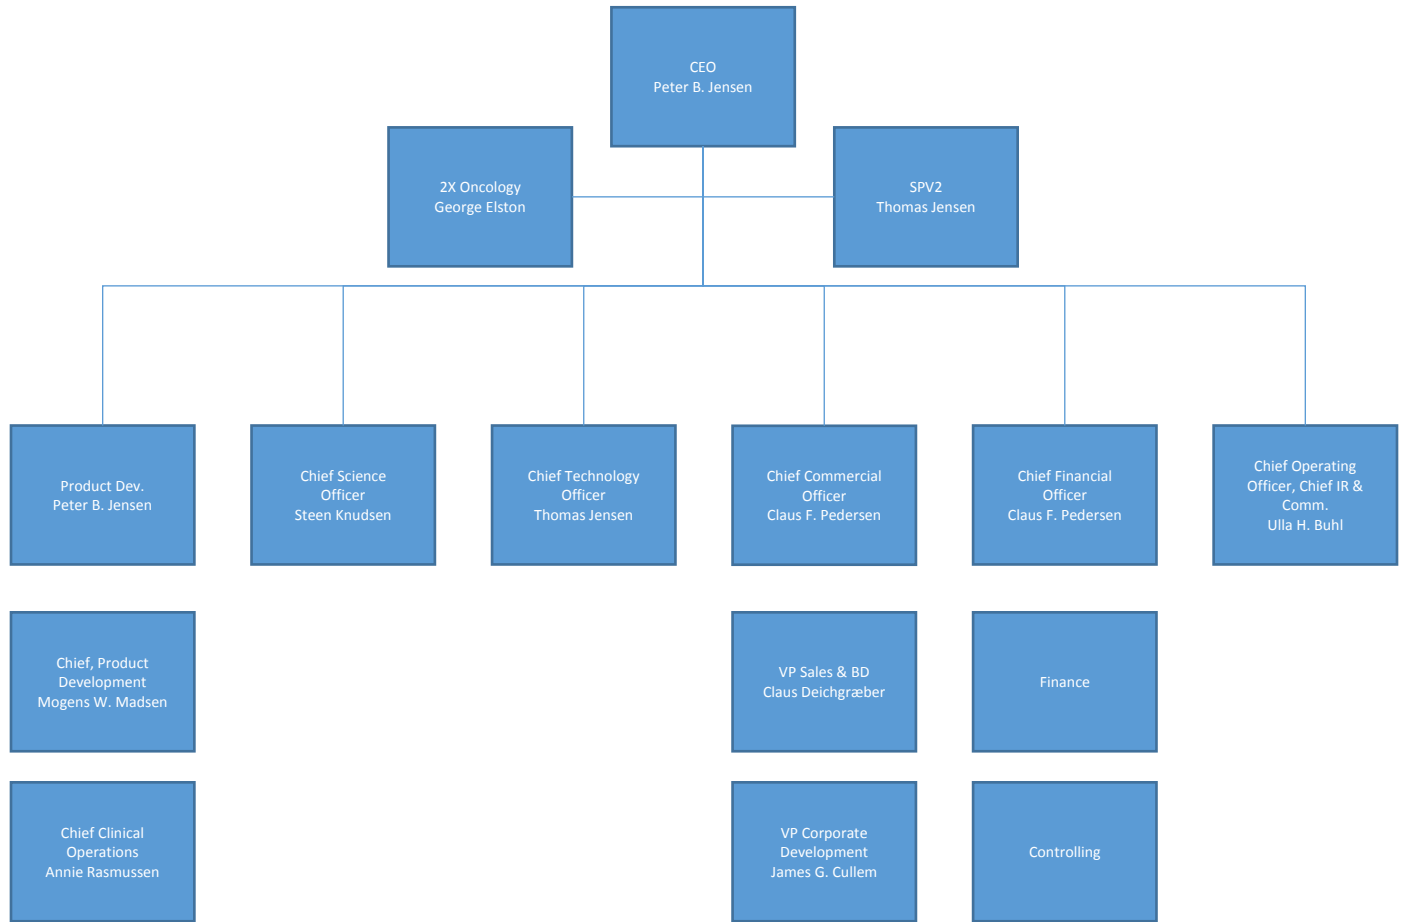 CEO
Peter B. Jensen
2X Oncology
George Elston
SPV2
Thomas Jensen
Product Dev.
Peter B. Jensen
Chief Science
Officer
Steen Knudsen
Chief Technology
Officer
Thomas Jensen
Chief Commercial
Officer
Claus F. Pedersen
Chief Financial
Officer
Claus F. Pedersen
Chief Operating
Officer, Chief IR &
Comm.
Ulla H. Buhl
Chief, Product
Development
Mogens W. Madsen
VP Sales & BD
Claus Deichgræber
Finance
Chief Clinical
Operations
Annie Rasmussen
VP Corporate
Development
James G. Cullem
Controlling